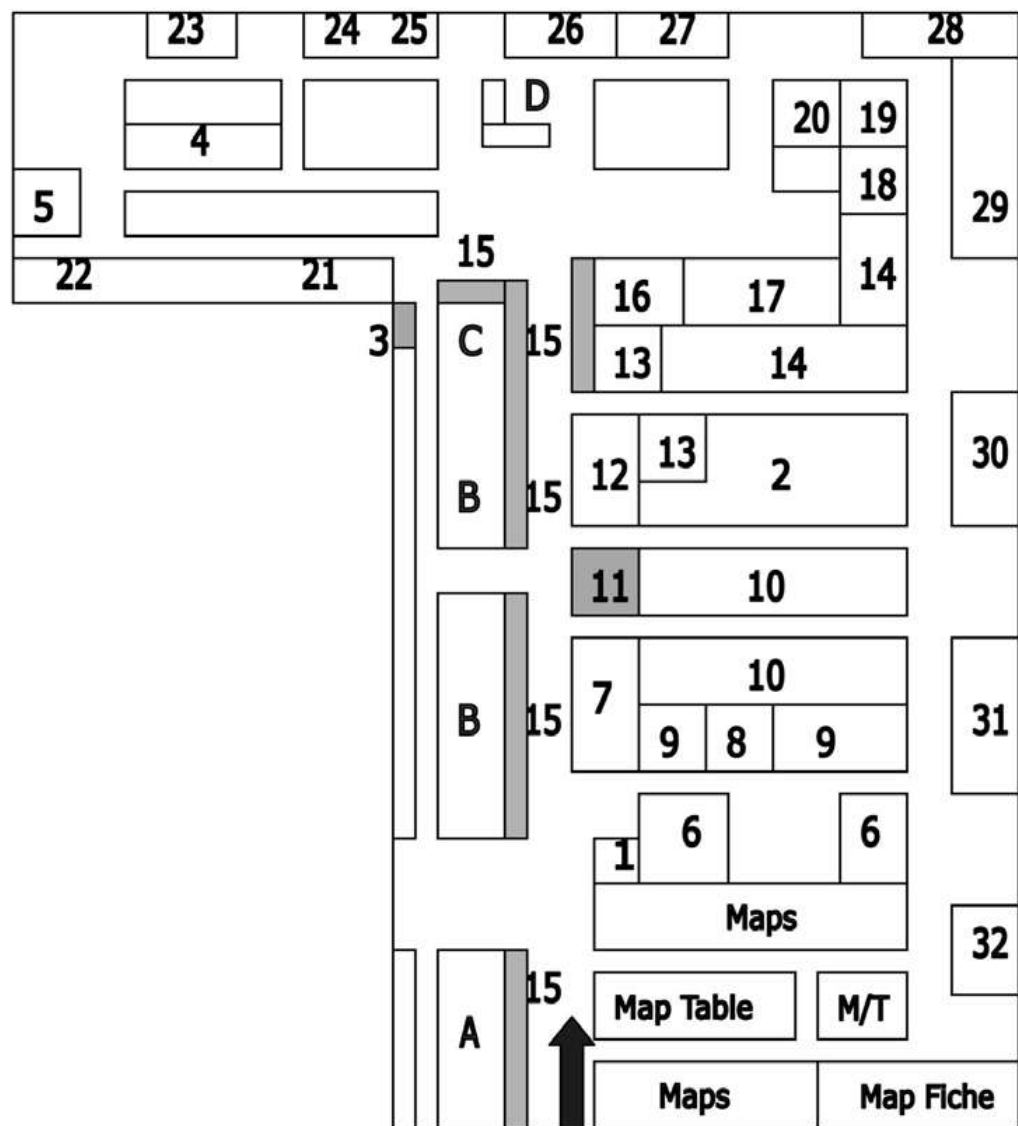 23 24 25 26 27 28
D
4 20 19
5 18 29
15
22 21 14
16 17
3 C 15 13 14
12 13 2 30
B 15
11 10
10
7
B 15 9 8 9 31
6 6
1
Maps
32
15
Map Table M/T
A
Maps Map Fiche